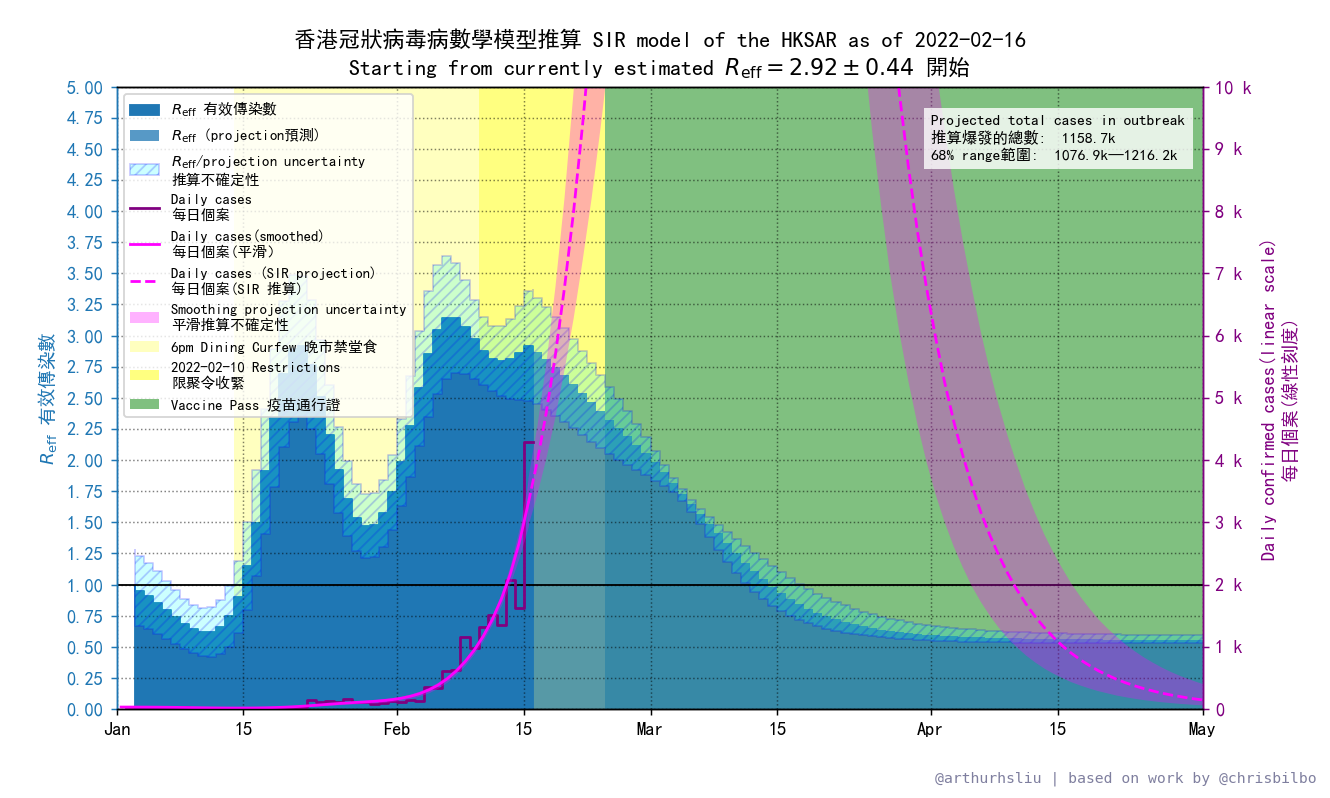 香港冠狀病毒病數學模型推算 SIR model of the HKSAR as of 2022-02-16
Starting from currently estimated Reff = 2.92 ± 0.44 開始
Reff 有效傳染數
5.00
4.75
4.50
4.25
4.00
3.75
3.50
3.25
3.00
2.75
2.50
2.25
2.00
1.75
1.50
1.25
1.00
0.75
0.50
0.25
0.00
Reff 有效傳染數
Reff (projection預測)
Reff/projection uncertainty
推算不確定性
Daily cases
每日個案
Daily cases(smoothed)
每日個案(平滑)
Daily cases (SIR projection)
每日個案(SIR 推算)
Smoothing projection uncertainty
平滑推算不確定性
6pm Dining Curfew 晚市禁堂食
2022-02-10 Restrictions
限聚令收緊
Vaccine Pass 疫苗通行證
Projected total cases in outbreak
推算爆發的總數: 1158.7k
68% range範圍: 1076.9k—1216.2k
10 k
9 k
8 k
7 k
6 k
5 k
4 k
3 k
2 k
1 k
0
Daily confirmed cases(linear scale)
每日個案(線性刻度)
Jan 15 Feb 15 Mar 15 Apr 15 May
@arthurhsliu | based on work by @chrisbilbo